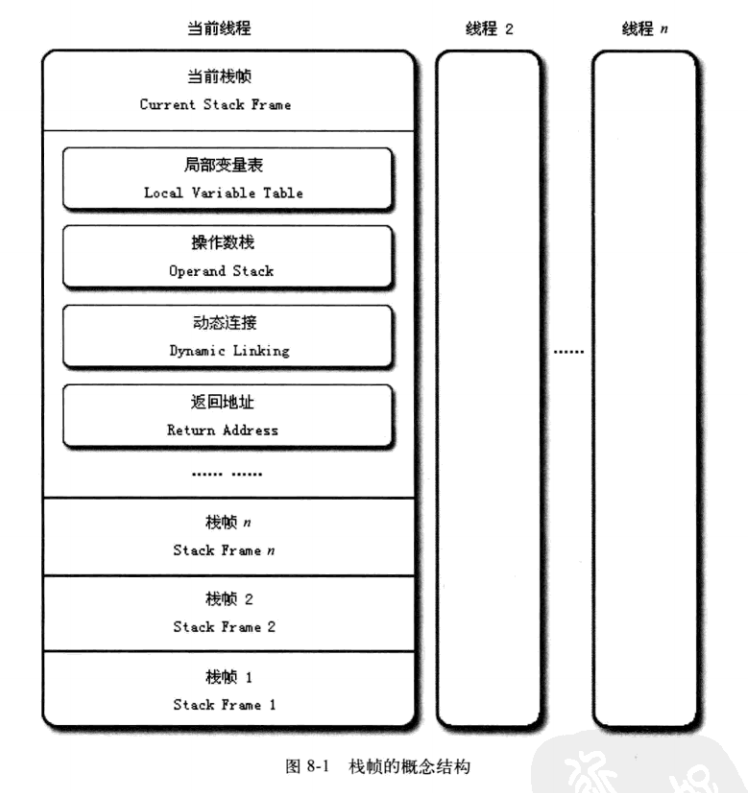 当前线程
线程 2
线程 n
当前栈帧
Current Stack Frame
局部变量表
Local Variable Table
操作数栈
Operand Stack
动态连接
Dynamic Linking
返回地址
Return Address
…… ……
……
栈帧 n
Stack Frame n
栈帧 2
Stack Frame 2
栈帧 1
Stack Frame 1
图 8-1 栈帧的概念结构